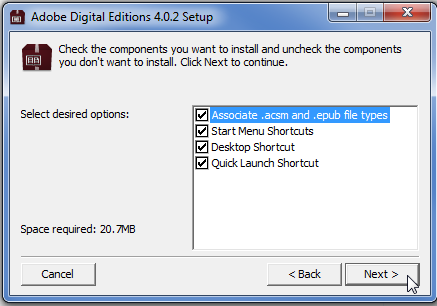 Adobe Digital Editions 4.0.2 Setup
Check the components you want to install and uncheck the components
you don't want to install. Click Next to continue.
Select desired options:
Associate .acsm and .epub file types
Start Menu Shortcuts
Desktop Shortcut
Quick Launch Shortcut
Space required: 20.7MB
Cancel
< Back
Next >